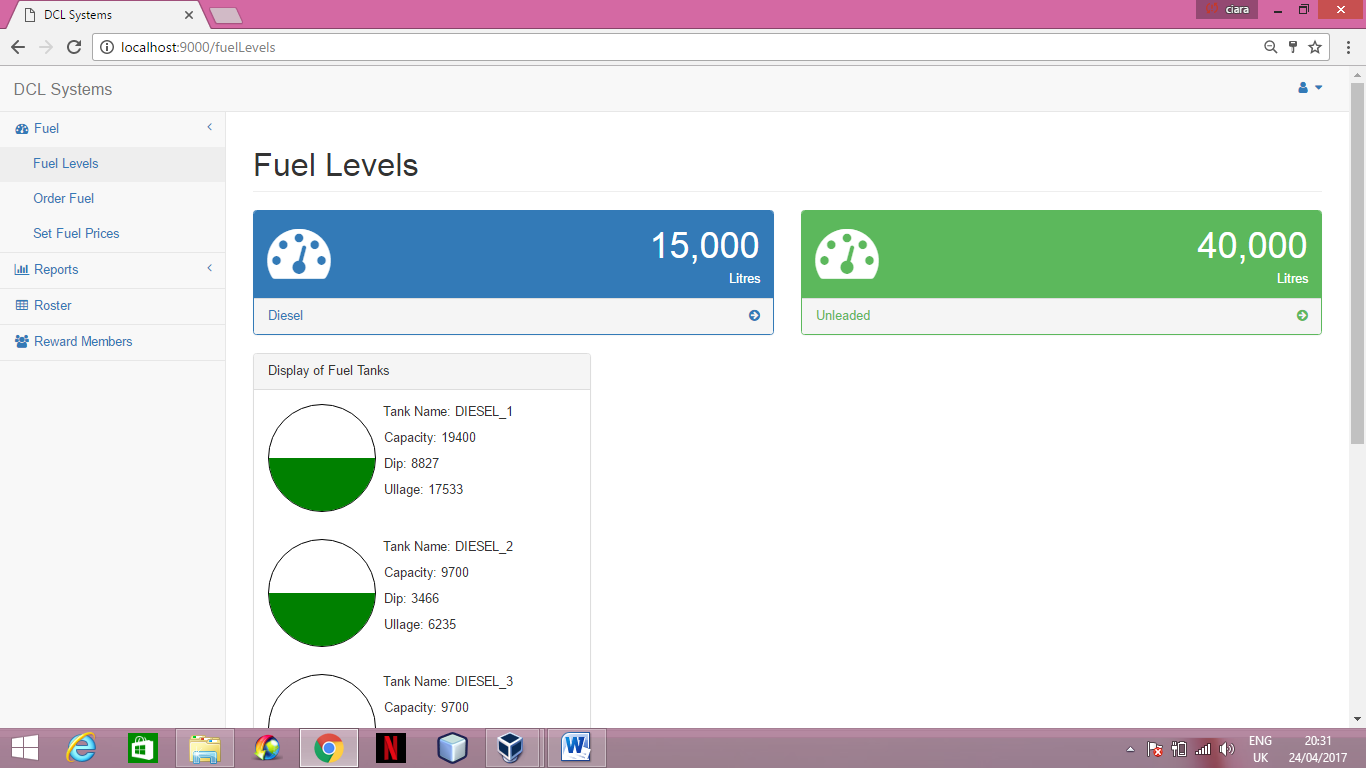 DCL Systems
ciara
localhost:9000/fuelLevels
DCL Systems
Fuel
Fuel Levels
Order Fuel
Set Fuel Prices
Reports
Roster
Reward Members
Fuel Levels
15,000
Litres
Diesel
40,000
Litres
Unleaded
Display of Fuel Tanks
Tank Name: DIESEL_1
Capacity: 19400
Dip: 8827
Ullage: 17533
Tank Name: DIESEL_2
Capacity: 9700
Dip: 3466
Ullage: 6235
Tank Name: DIESEL_3
Capacity: 9700
N
W
ENG
UK
20:31
24/04/2017